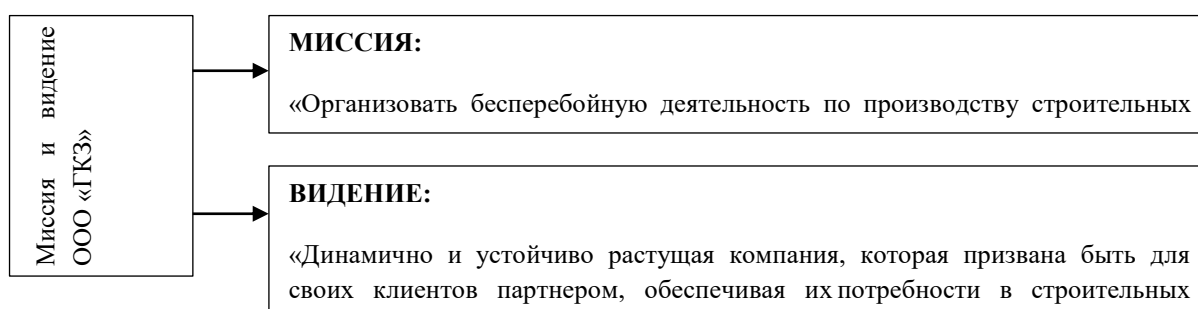 Миссия и видение
ООО «ГКЗ»
МИССИЯ:
«Организовать бесперебойную деятельность по производству строительных
ВИДЕНИЕ:
«Динамично и устойчиво растущая компания, которая призвана быть для
своих клиентов партнером, обеспечивая их потребности в строительных